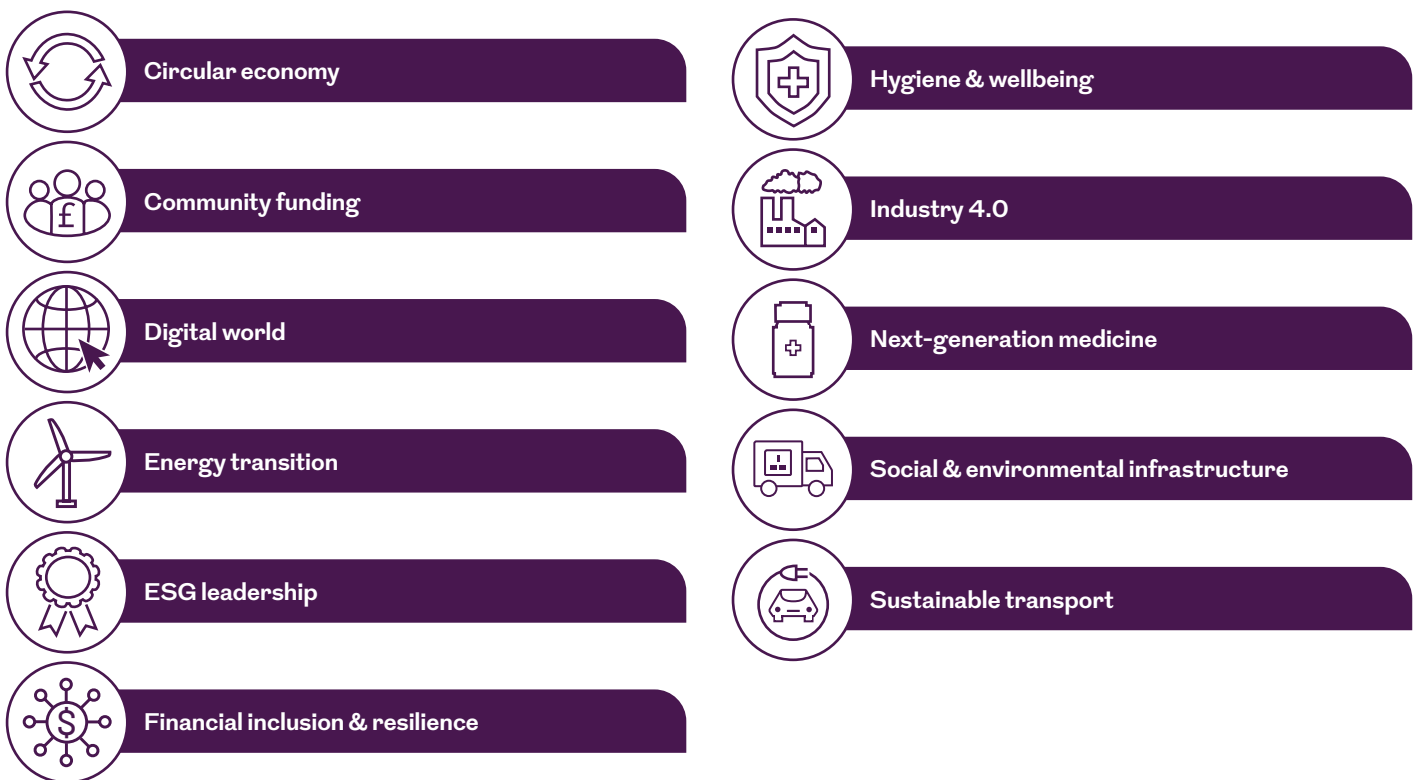 Circular economy
Community funding
£
Digital world
Energy transition
ESG leadership
Financial inclusion & resilience
$
Hygiene & wellbeing
Industry 4.0
Next-generation medicine
Social & environmental infrastructure
Sustainable transport